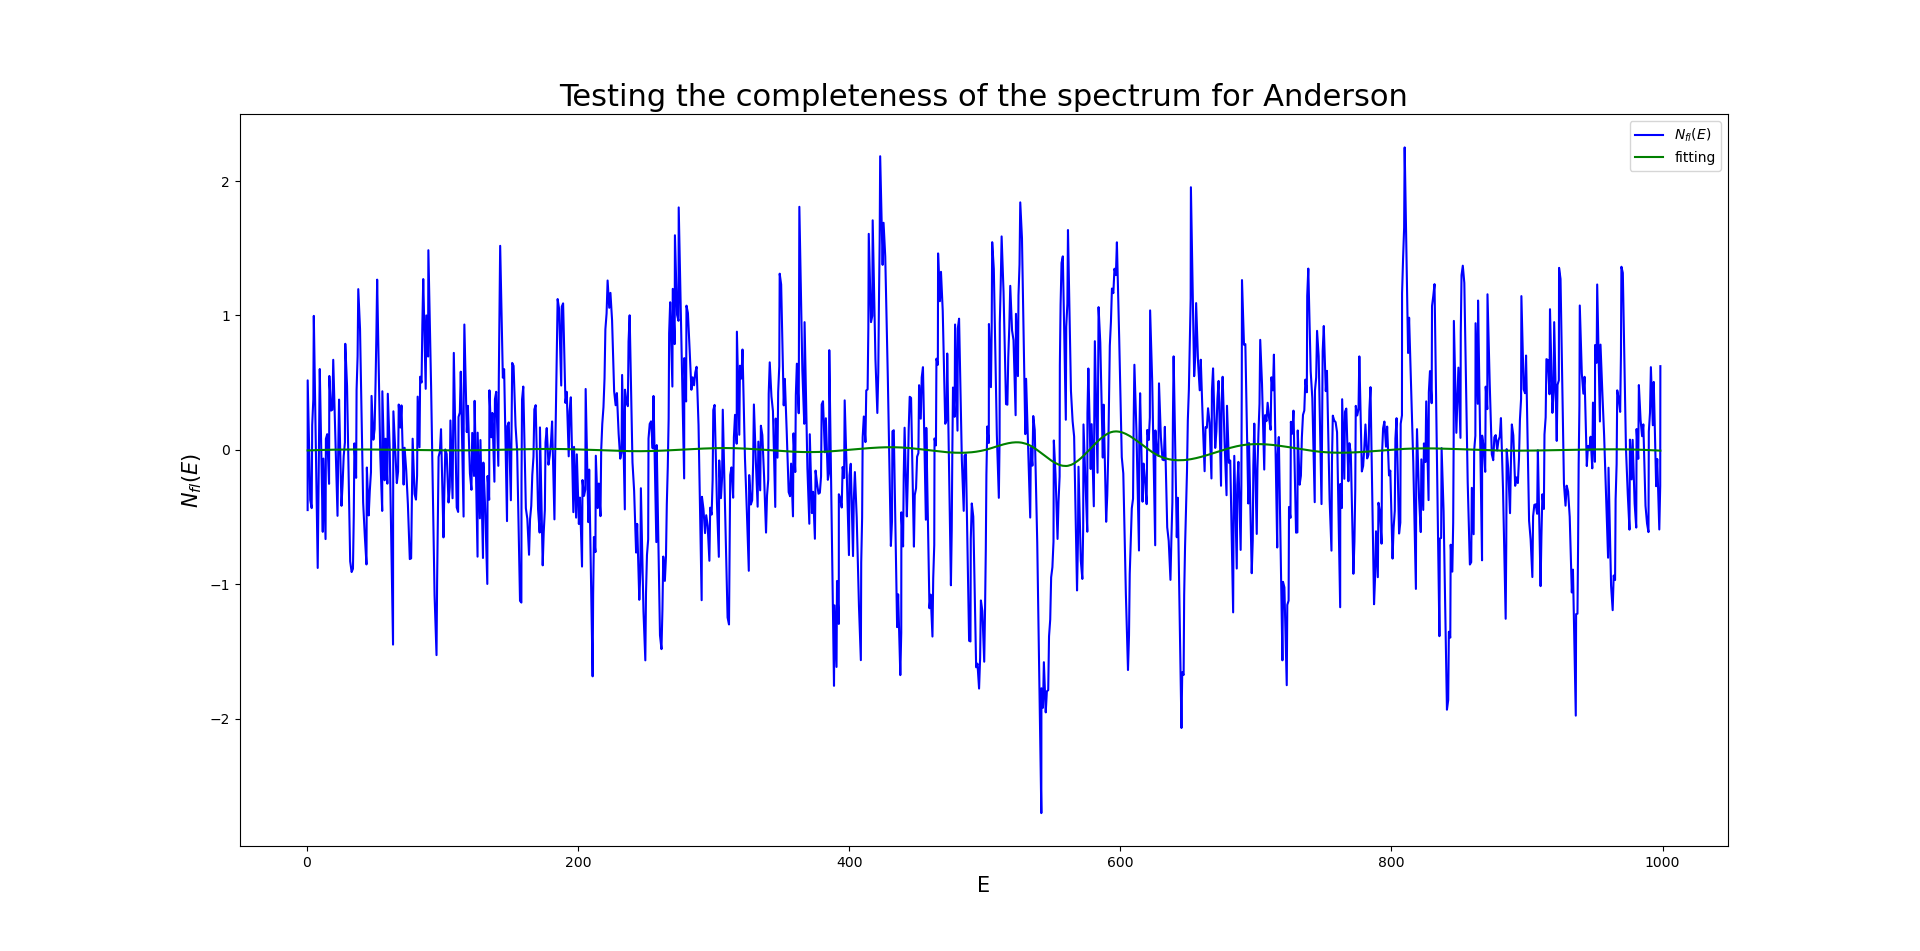 Testing the completeness of the spectrum for Anderson
N_fl(E)
fitting
2
1
0
−1
−2
N_fl(E)
0 200 400 600 800 1000
E